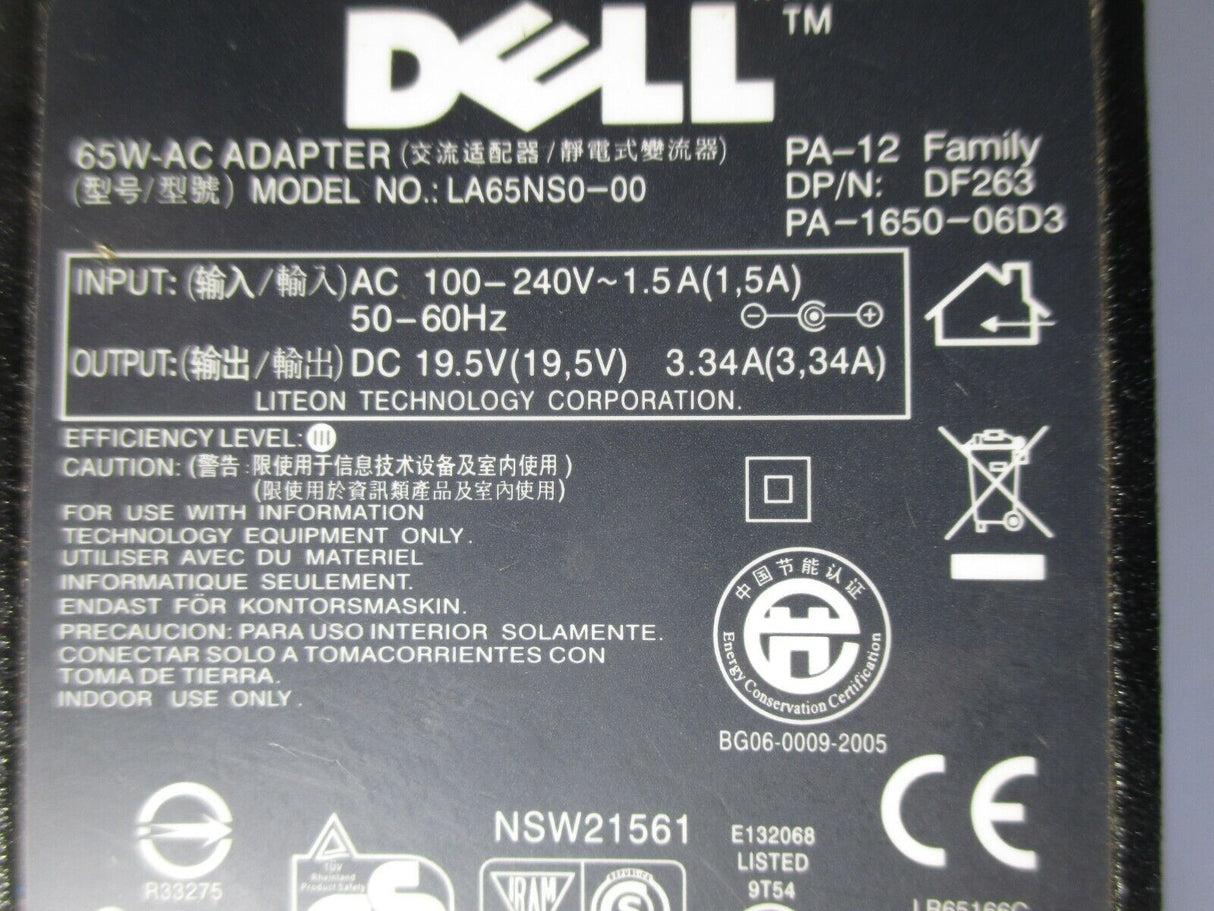 DELL™
65W-AC ADAPTER (交流适配器/靜電式變流器)
(型号/型號) MODEL NO.: LA65NS0-00
PA-12 Family
DP/N: DF263
PA-1650-06D3
INPUT: (输入/輸入) AC 100-240V~1.5A(1,5A)
50-60Hz
OUTPUT: (输出/輸出) DC 19.5V(19,5V) 3.34A(3,34A)
LITEON TECHNOLOGY CORPORATION.
EFFICIENCY LEVEL: III
CAUTION: (警告:限使用于信息技术设备及室内使用)
(限使用於資訊類產品及室內使用)
FOR USE WITH INFORMATION
TECHNOLOGY EQUIPMENT ONLY.
UTILISER AVEC DU MATERIEL
INFORMATIQUE SEULEMENT.
ENDAST FÖR KONTORSMASKIN.
PRECAUCION: PARA USO INTERIOR SOLAMENTE.
CONECTAR SOLO A TOMACORRIENTES CON
TOMA DE TIERRA.
INDOOR USE ONLY.
中国节能认证
Energy Conservation Certification
BG06-0009-2005
CE
R33275
TÜV
Rheinland
Product Safety
S
NSW21561
IRAM
REPUBLICA
S
E132068
LISTED
9T54
LR65166C